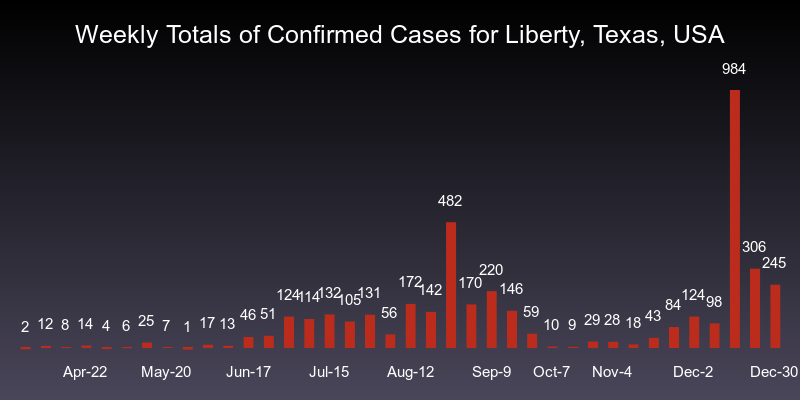 Weekly Totals of Confirmed Cases for Liberty, Texas, USA
2 12 8 14 4 6 25 7 1 17 13 46 51 124 114 132 105 131 56 172 142 482 170 220 146 59 10 9 29 28 18 43 84 124 98 984 306 245
Apr-22 May-20 Jun-17 Jul-15 Aug-12 Sep-9 Oct-7 Nov-4 Dec-2 Dec-30